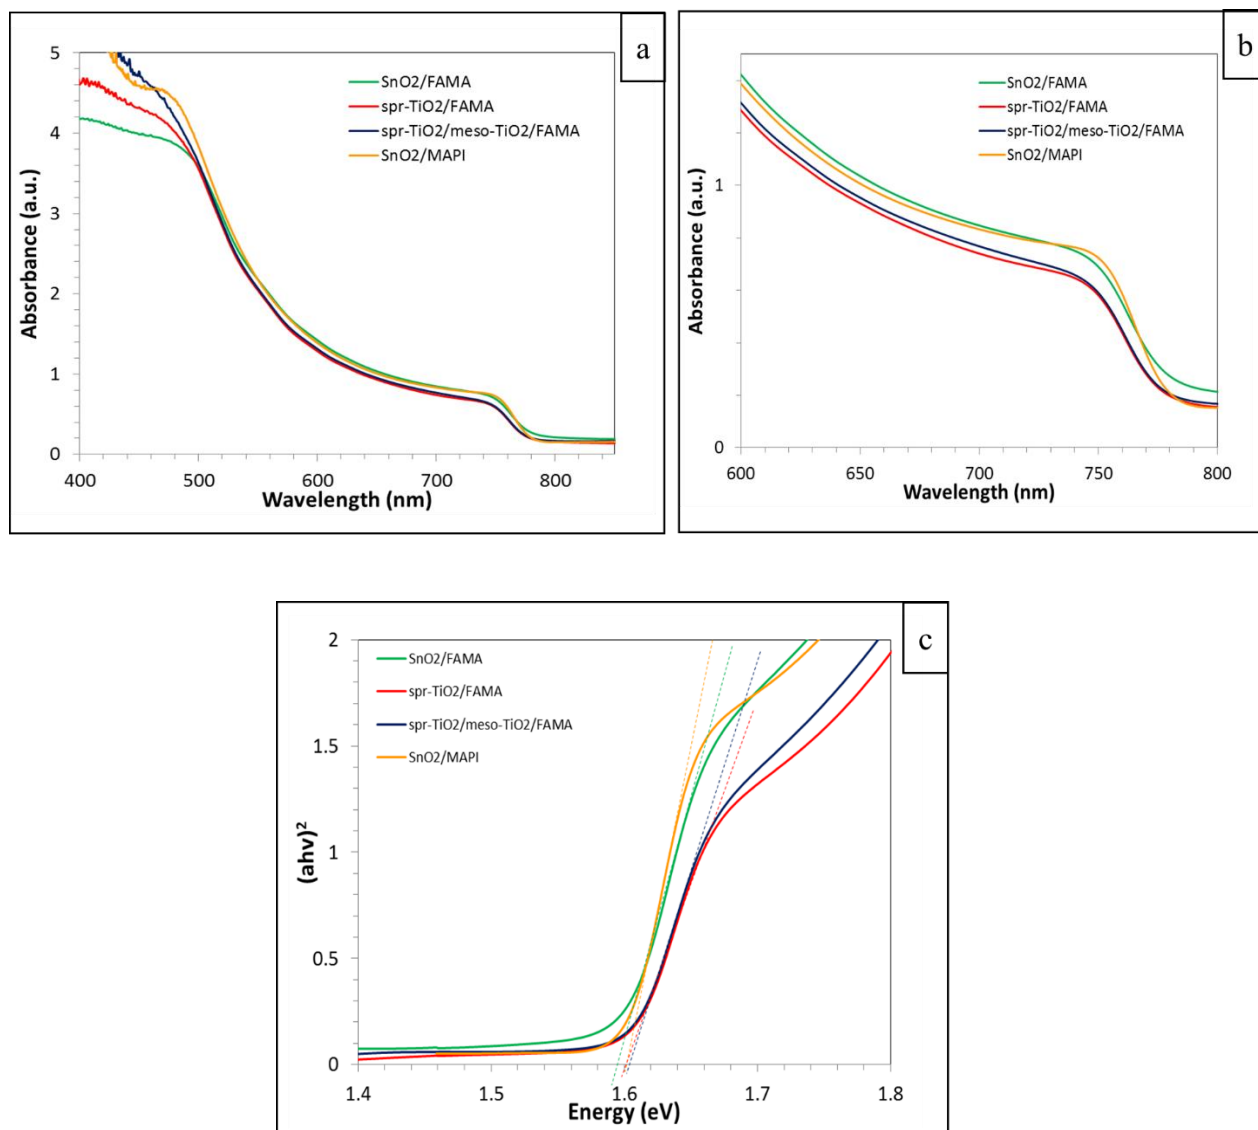 a
5
4
3
2
1
0
Absorbance (a.u.)
SnO2/FAMA
spr-TiO2/FAMA
spr-TiO2/meso-TiO2/FAMA
SnO2/MAPI
400 500 600 700 800
Wavelength (nm)
b
1
0
Absorbance (a.u.)
SnO2/FAMA
spr-TiO2/FAMA
spr-TiO2/meso-TiO2/FAMA
SnO2/MAPI
600 650 700 750 800
Wavelength (nm)
c
2
1.5
1
0.5
0
(ahv)²
SnO2/FAMA
spr-TiO2/FAMA
spr-TiO2/meso-TiO2/FAMA
SnO2/MAPI
1.4 1.5 1.6 1.7 1.8
Energy (eV)